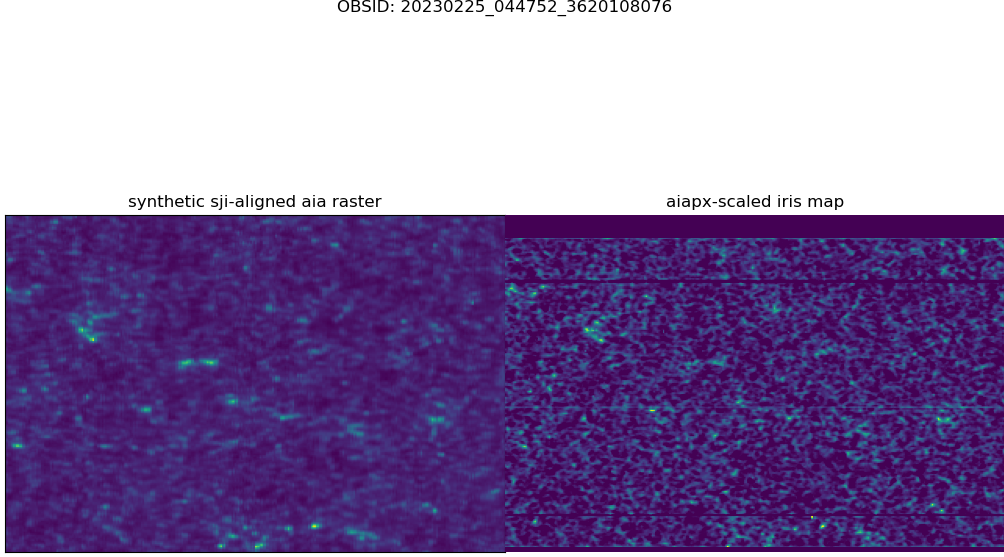 OBSID: 20230225_044752_3620108076
synthetic sji-aligned aia raster
aiapx-scaled iris map